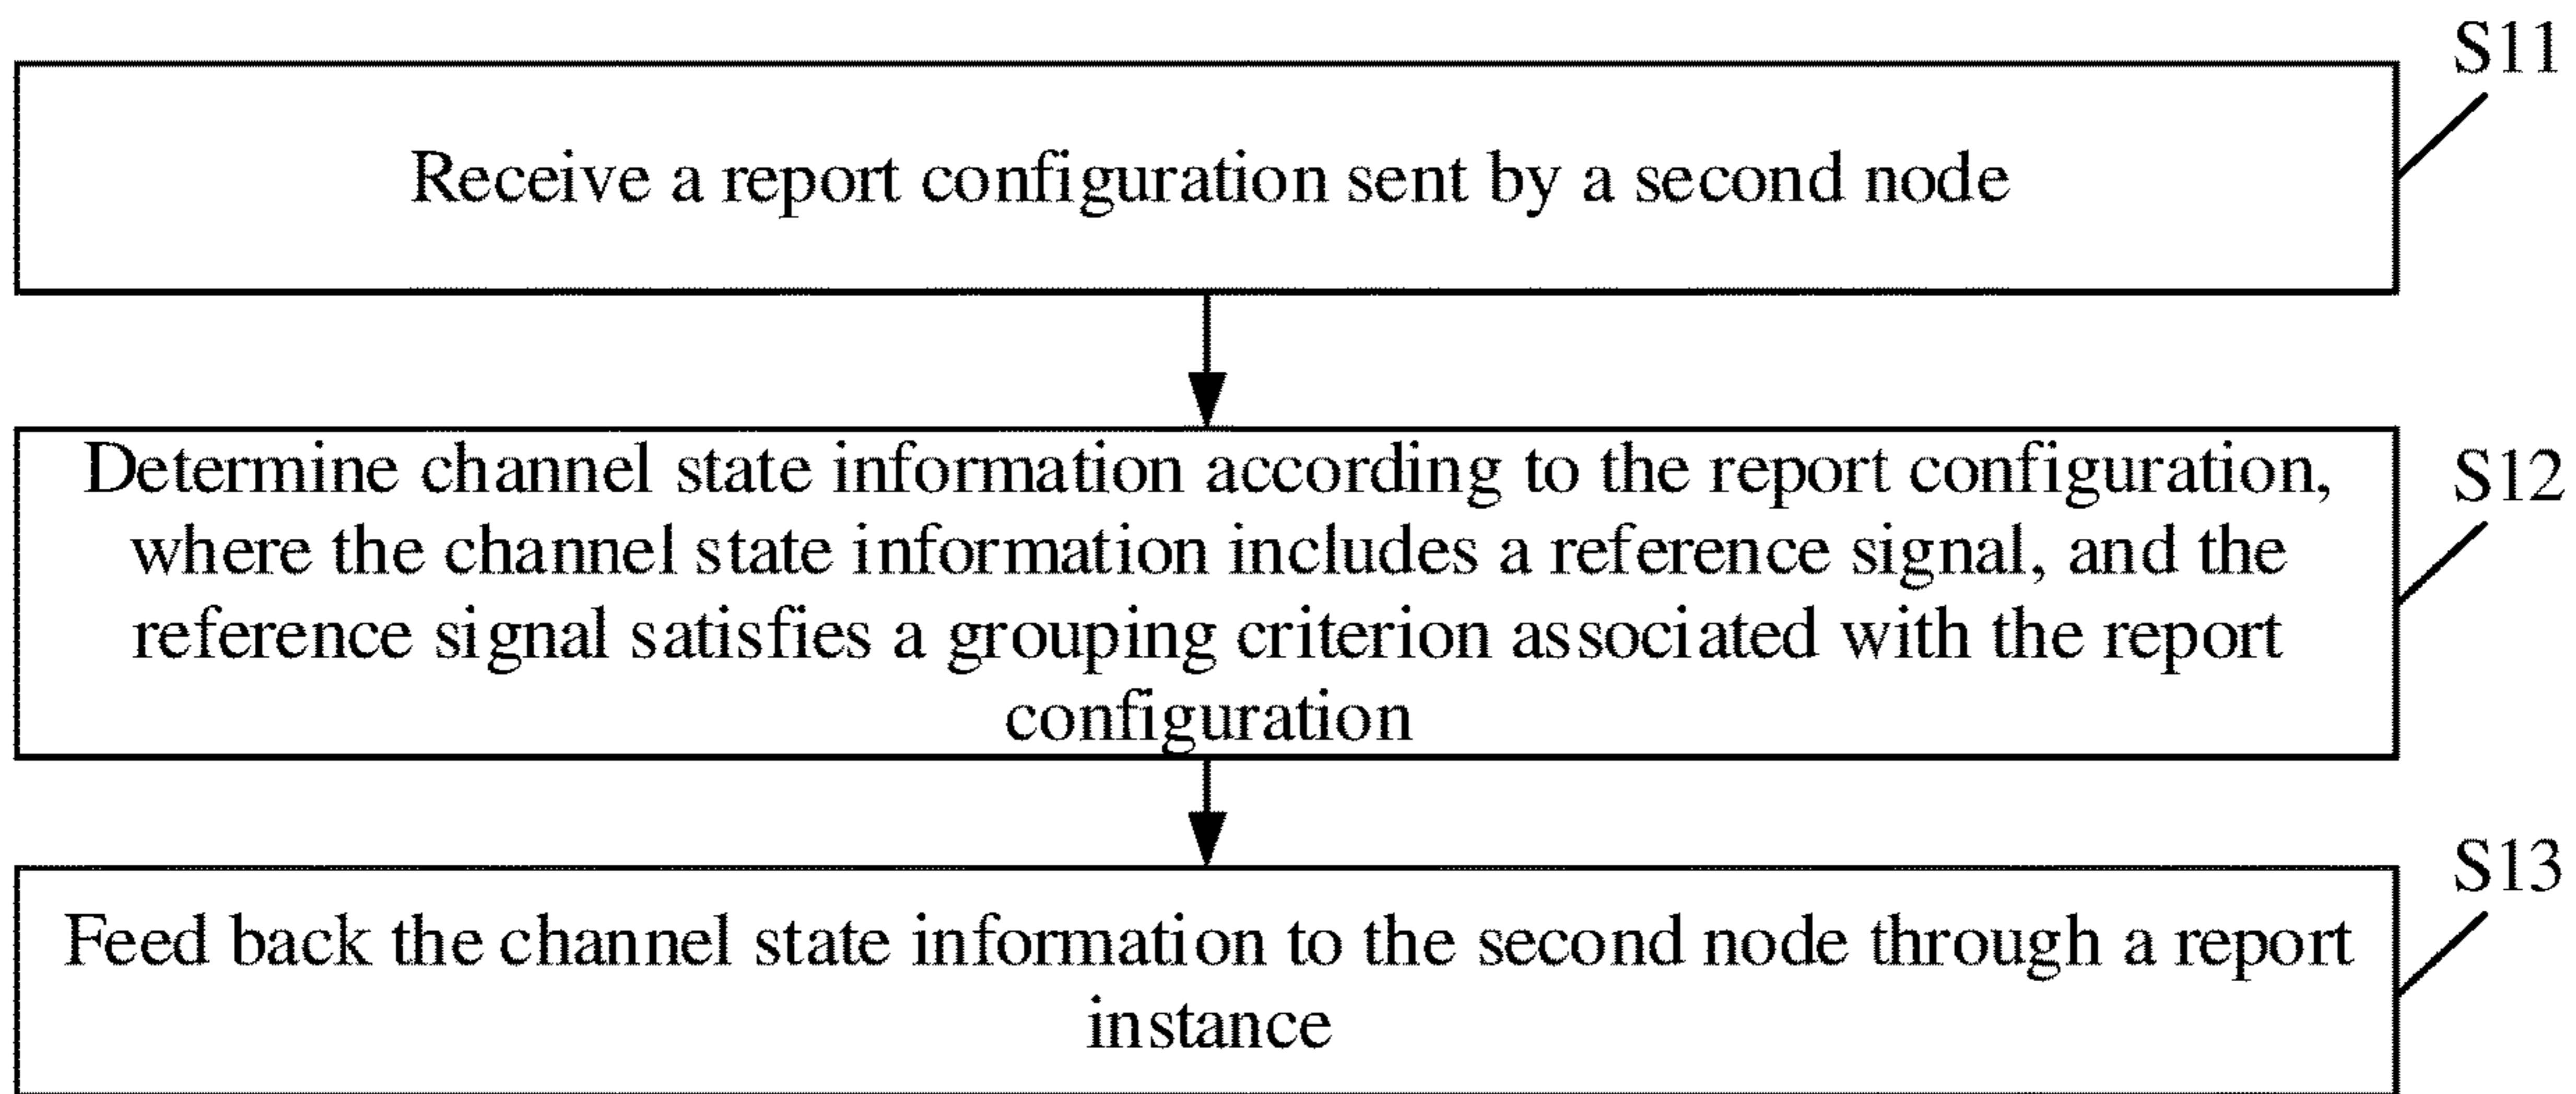 S11
Receive a report configuration sent by a second node
S12
Determine channel state information according to the report configuration,
where the channel state information includes a reference signal, and the
reference signal satisfies a grouping criterion associated with the report
configuration
S13
Feed back the channel state information to the second node through a report
instance